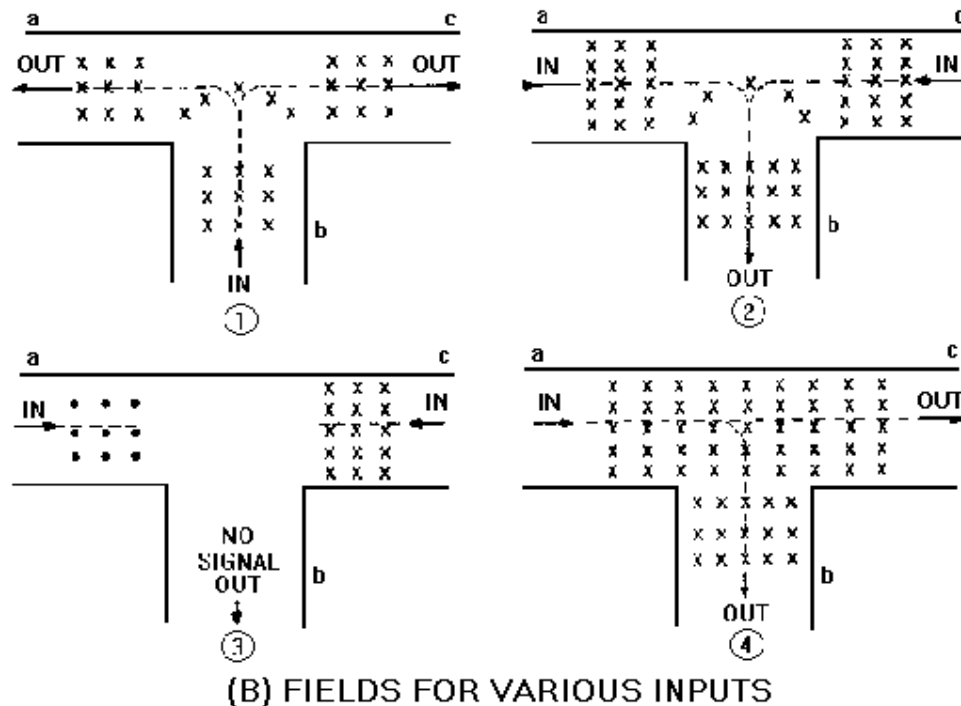 a c
OUT OUT
b
IN
1
a c
IN IN
b
OUT
2
a c
IN IN
NO
SIGNAL
OUT
b
3
a c
IN OUT
b
OUT
4
(B) FIELDS FOR VARIOUS INPUTS